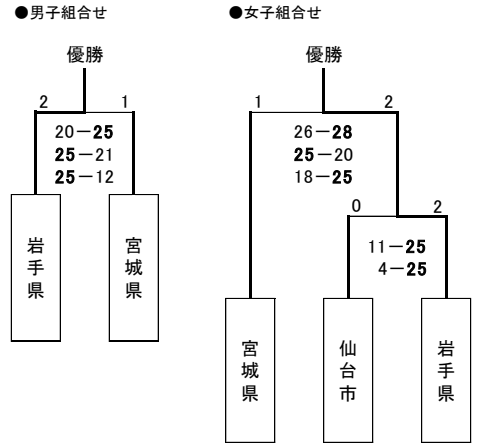 ●男子組合せ
優勝
2 1
20－25
25－21
25－12
岩手県
宮城県
●女子組合せ
優勝
1 2
26－28
25－20
18－25
0 2
11－25
4－25
宮城県
仙台市
岩手県